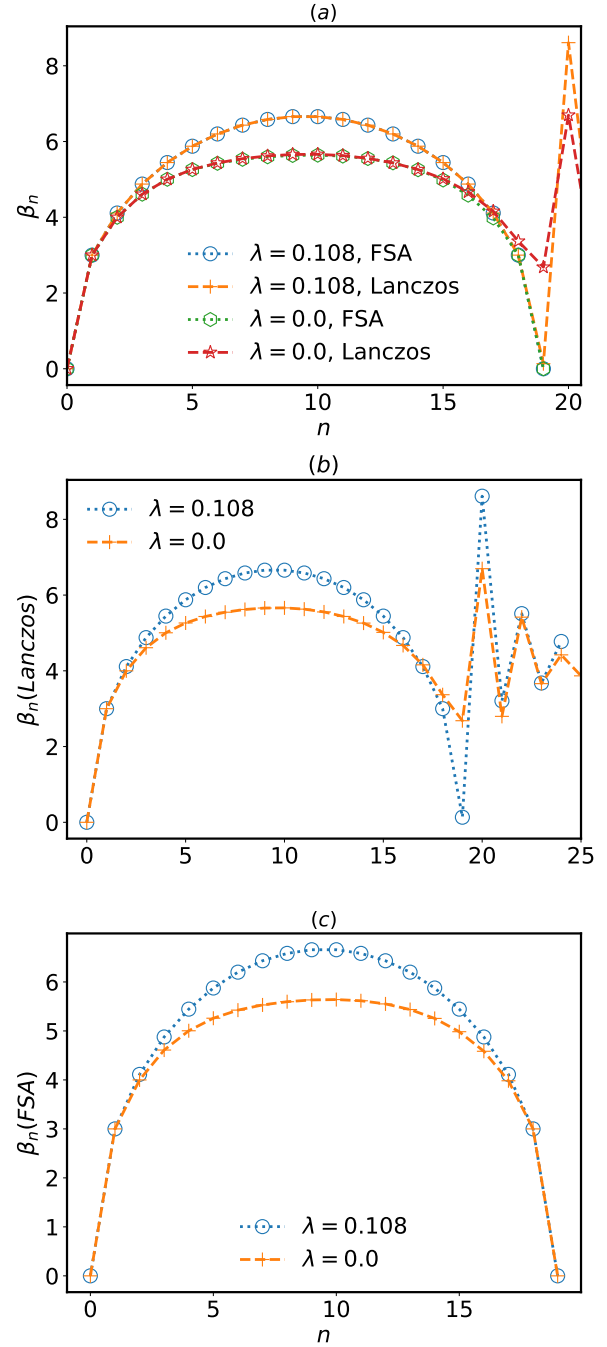 (a)
8
6
4
2
0
βn
λ = 0.108, FSA
λ = 0.108, Lanczos
λ = 0.0, FSA
λ = 0.0, Lanczos
0 5 10 15 20
n
(b)
8
6
4
2
0
βn(Lanczos)
λ = 0.108
λ = 0.0
0 5 10 15 20 25
(c)
6
5
4
3
2
1
0
βn(FSA)
λ = 0.108
λ = 0.0
0 5 10 15
n